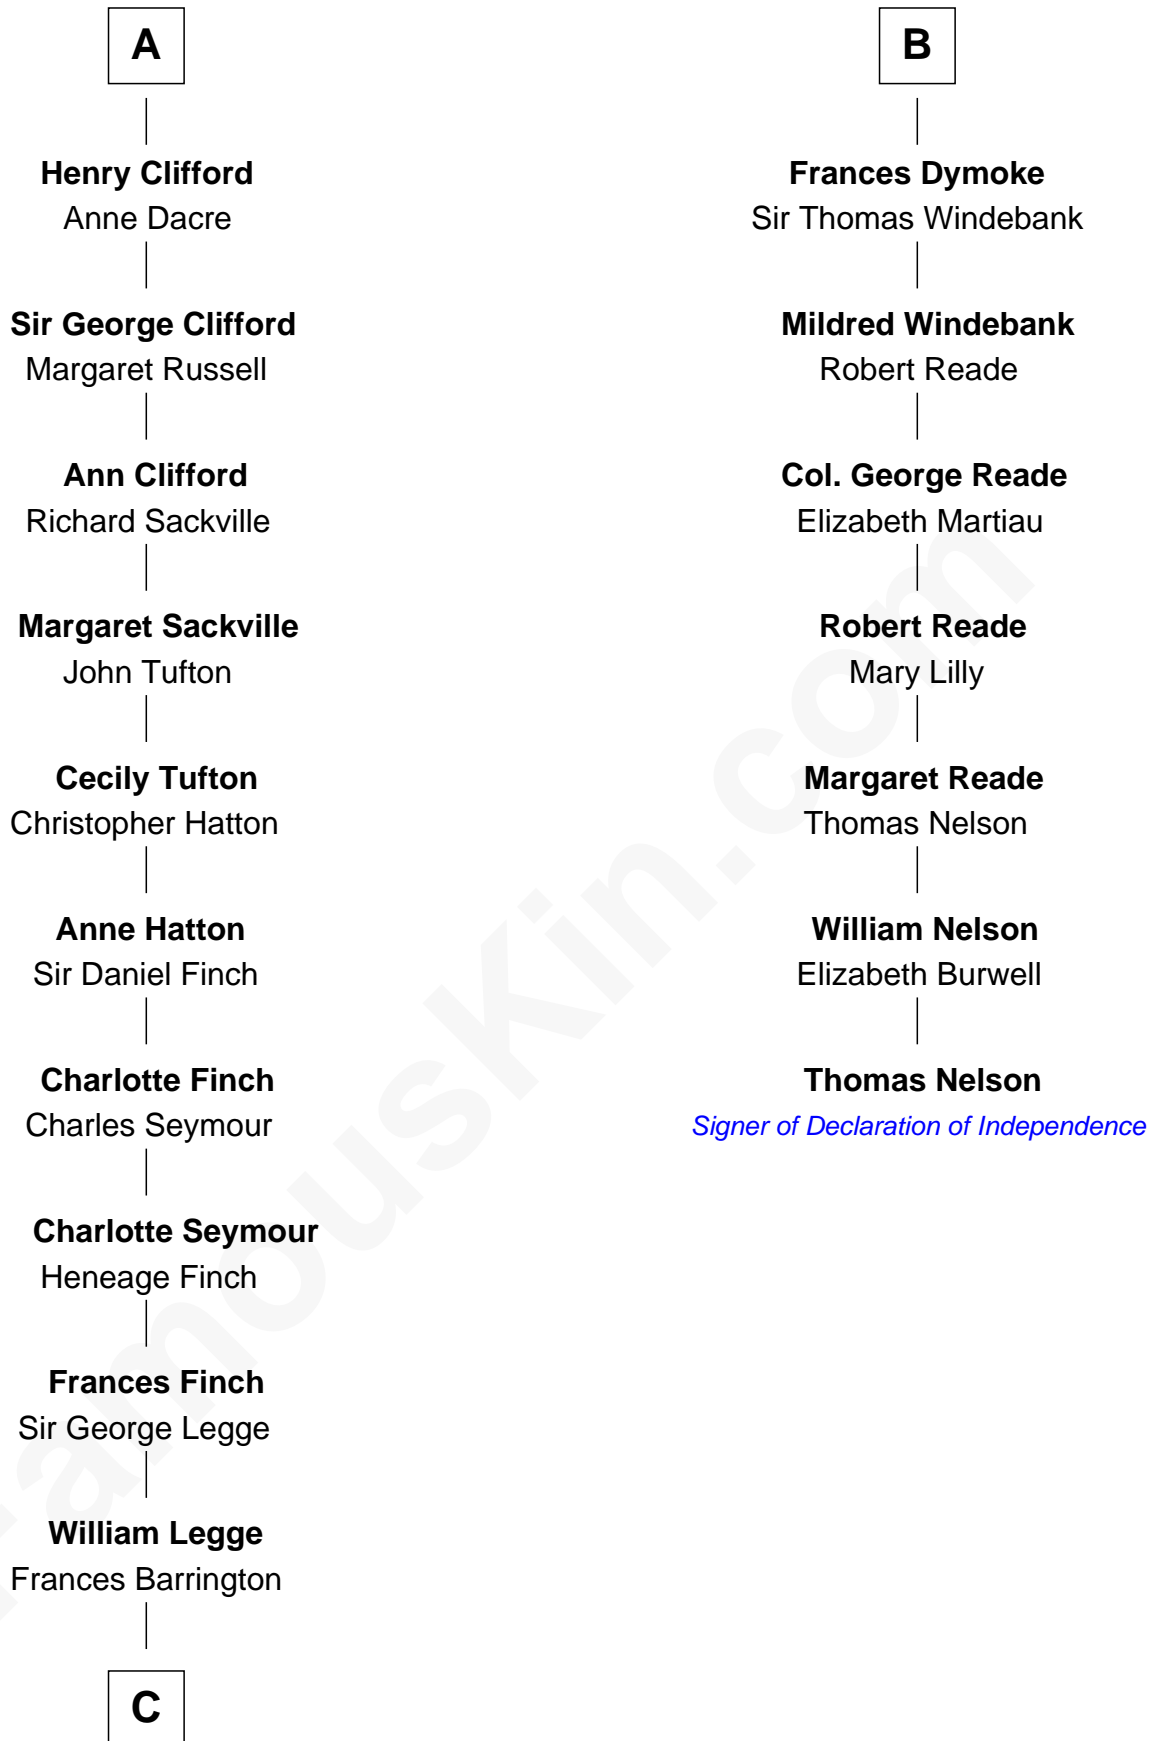 A
Henry Clifford
Anne Dacre
Sir George Clifford
Margaret Russell
Ann Clifford
Richard Sackville
Margaret Sackville
John Tufton
Cecily Tufton
Christopher Hatton
Anne Hatton
Sir Daniel Finch
Charlotte Finch
Charles Seymour
Charlotte Seymour
Heneage Finch
Frances Finch
Sir George Legge
William Legge
Frances Barrington
C
B
Frances Dymoke
Sir Thomas Windebank
Mildred Windebank
Robert Reade
Col. George Reade
Elizabeth Martiau
Robert Reade
Mary Lilly
Margaret Reade
Thomas Nelson
William Nelson
Elizabeth Burwell
Thomas Nelson
Signer of Declaration of Independence
FamousKin.com